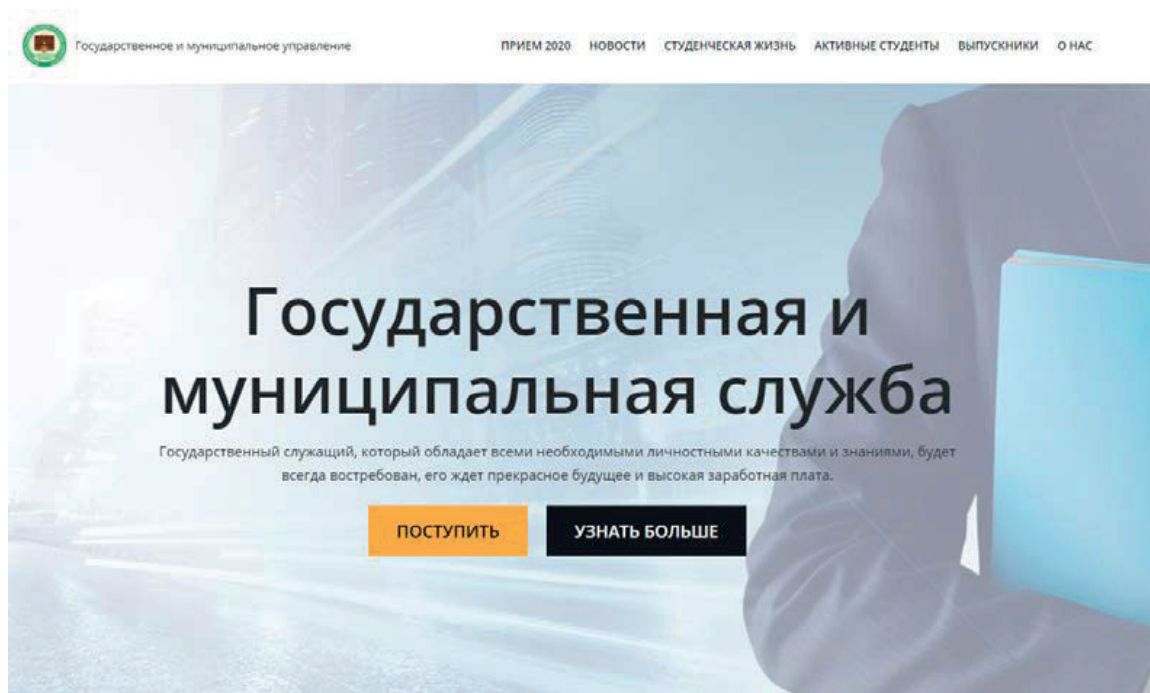 Государственное и муниципальное управление
ПРИЕМ 2020 НОВОСТИ СТУДЕНЧЕСКАЯ ЖИЗНЬ АКТИВНЫЕ СТУДЕНТЫ ВЫПУСКНИКИ О НАС
Государственная и
муниципальная служба
Государственный служащий, который обладает всеми необходимыми личностными качествами и знаниями, будет
всегда востребован, его ждет прекрасное будущее и высокая заработная плата.
ПОСТУПИТЬ УЗНАТЬ БОЛЬШЕ